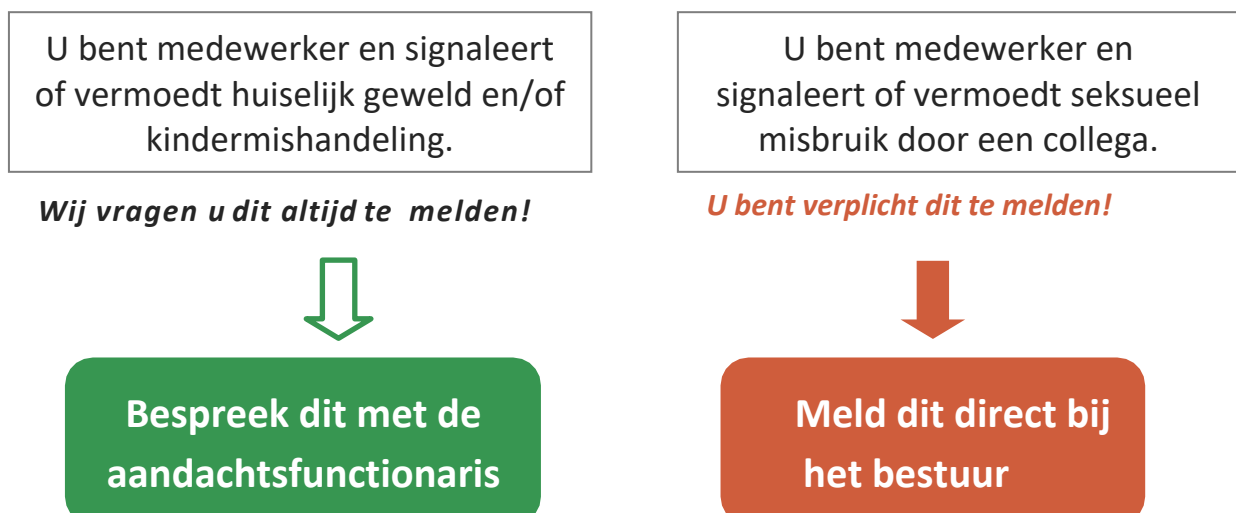 U bent medewerker en signaleert
of vermoedt huiselijk geweld en/of
kindermishandeling.
Wij vragen u dit altijd te melden!
Bespreek dit met de
aandachtsfunctionaris
U bent medewerker en
signaleert of vermoedt seksueel
misbruik door een collega.
U bent verplicht dit te melden!
Meld dit direct bij
het bestuur